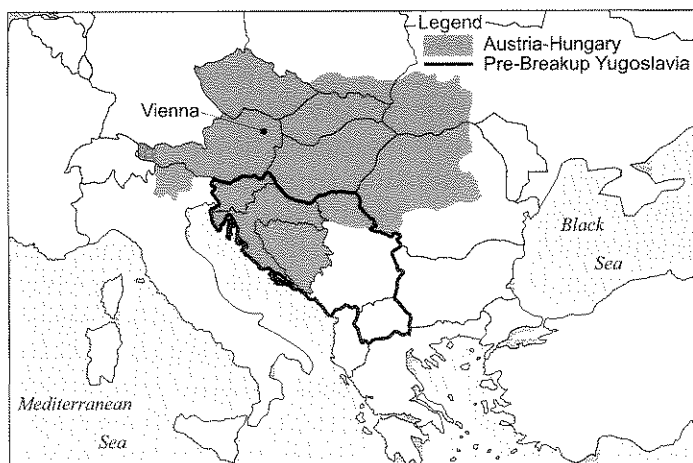 Legend
Austria-Hungary
Pre-Breakup Yugoslavia
Vienna
Black
Sea
Mediterranean
Sea